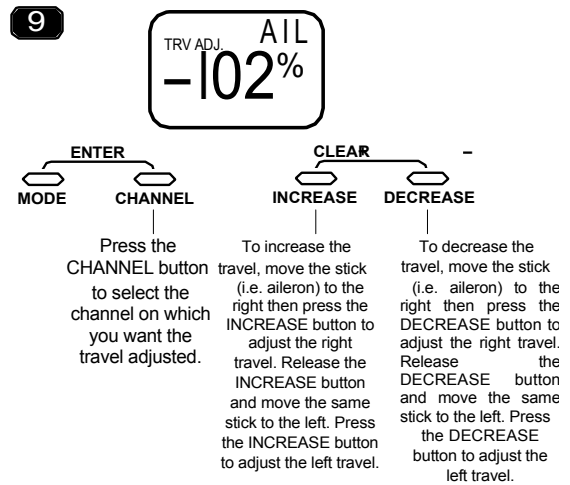 9
AIL
TRV ADJ.
–102%
ENTER
CLEAR
+
–
MODE
CHANNEL
INCREASE
DECREASE
Press the
CHANNEL button
to select the
channel on which
you want the
travel adjusted.
To increase the
travel, move the stick
(i.e. aileron) to the
right then press the
INCREASE button to
adjust the right
travel. Release the
INCREASE button
and move the same
stick to the left. Press
the INCREASE button
to adjust the left travel.
To decrease the
travel, move the stick
(i.e. aileron) to the
right then press the
DECREASE button to
adjust the right travel.
Release the
DECREASE button
and move the same
stick to the left. Press
the DECREASE
button to adjust the
left travel.